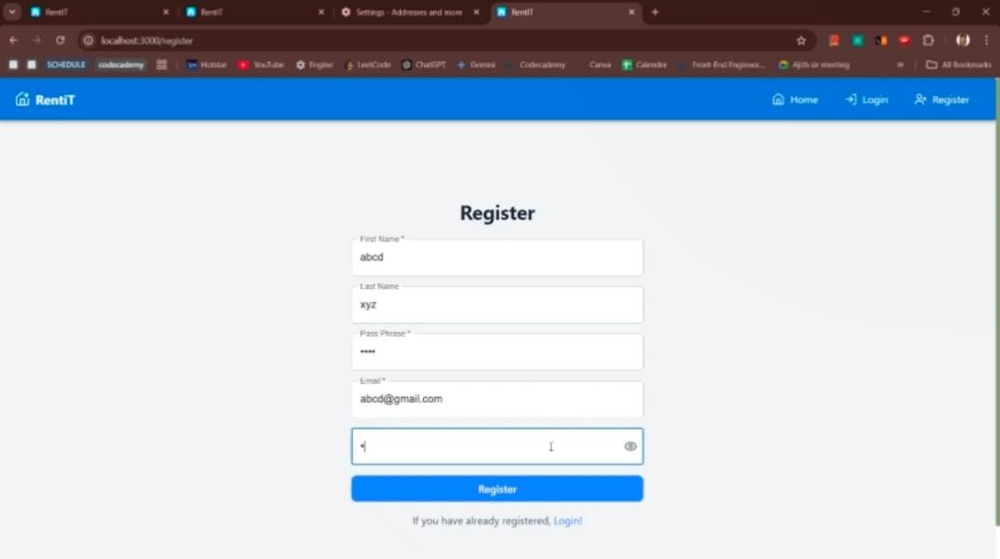 RentIT RentIT Settings - Addresses and more RentIT
localhost:3000/register
SCHEDULE codecademy Hotstar YouTube Engine LeetCode ChatGPT Gemini Codecademy Canva Calender Front-End Engineer... Ajith sir meeting » All Bookmarks
RentiT Home Login Register
Register
First Name *
abcd
Last Name
xyz
Pass Phrase *
••••
Email *
abcd@gmail.com
•
Register
If you have already registered, Login!